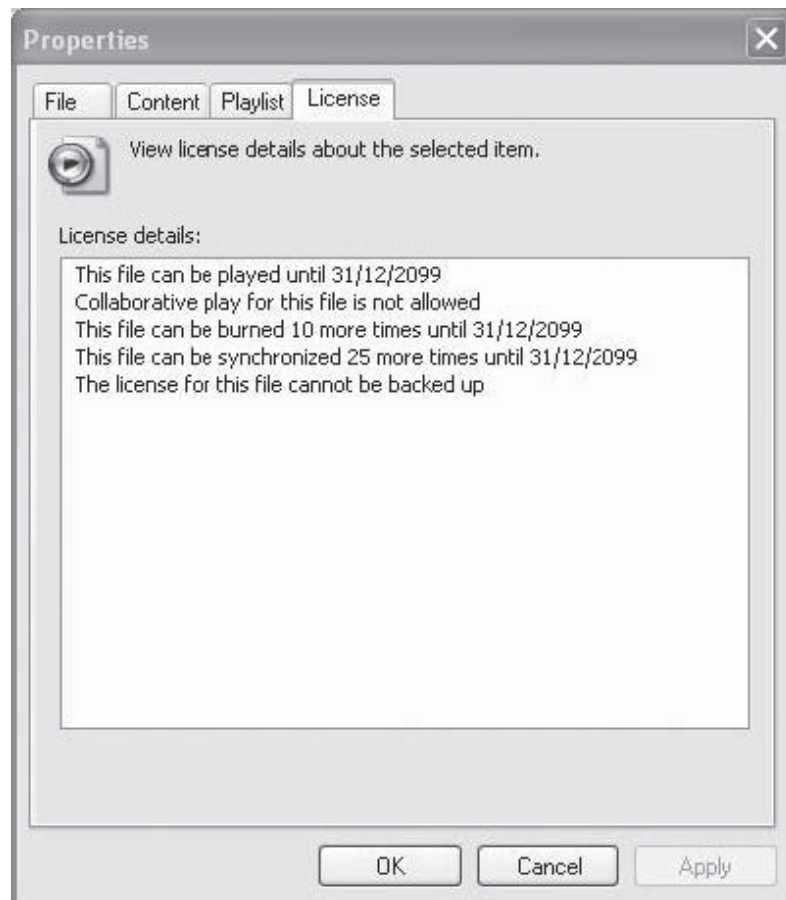 Properties
File Content Playlist License
View license details about the selected item.
License details:
This file can be played until 31/12/2099
Collaborative play for this file is not allowed
This file can be burned 10 more times until 31/12/2099
This file can be synchronized 25 more times until 31/12/2099
The license for this file cannot be backed up
OK Cancel Apply